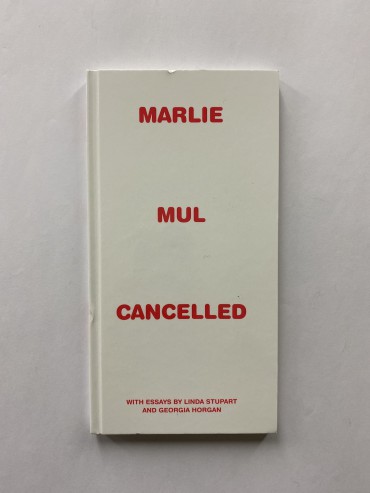 MARLIE
MUL
CANCELLED
WITH ESSAYS BY LINDA STUPART
AND GEORGIA HORGAN